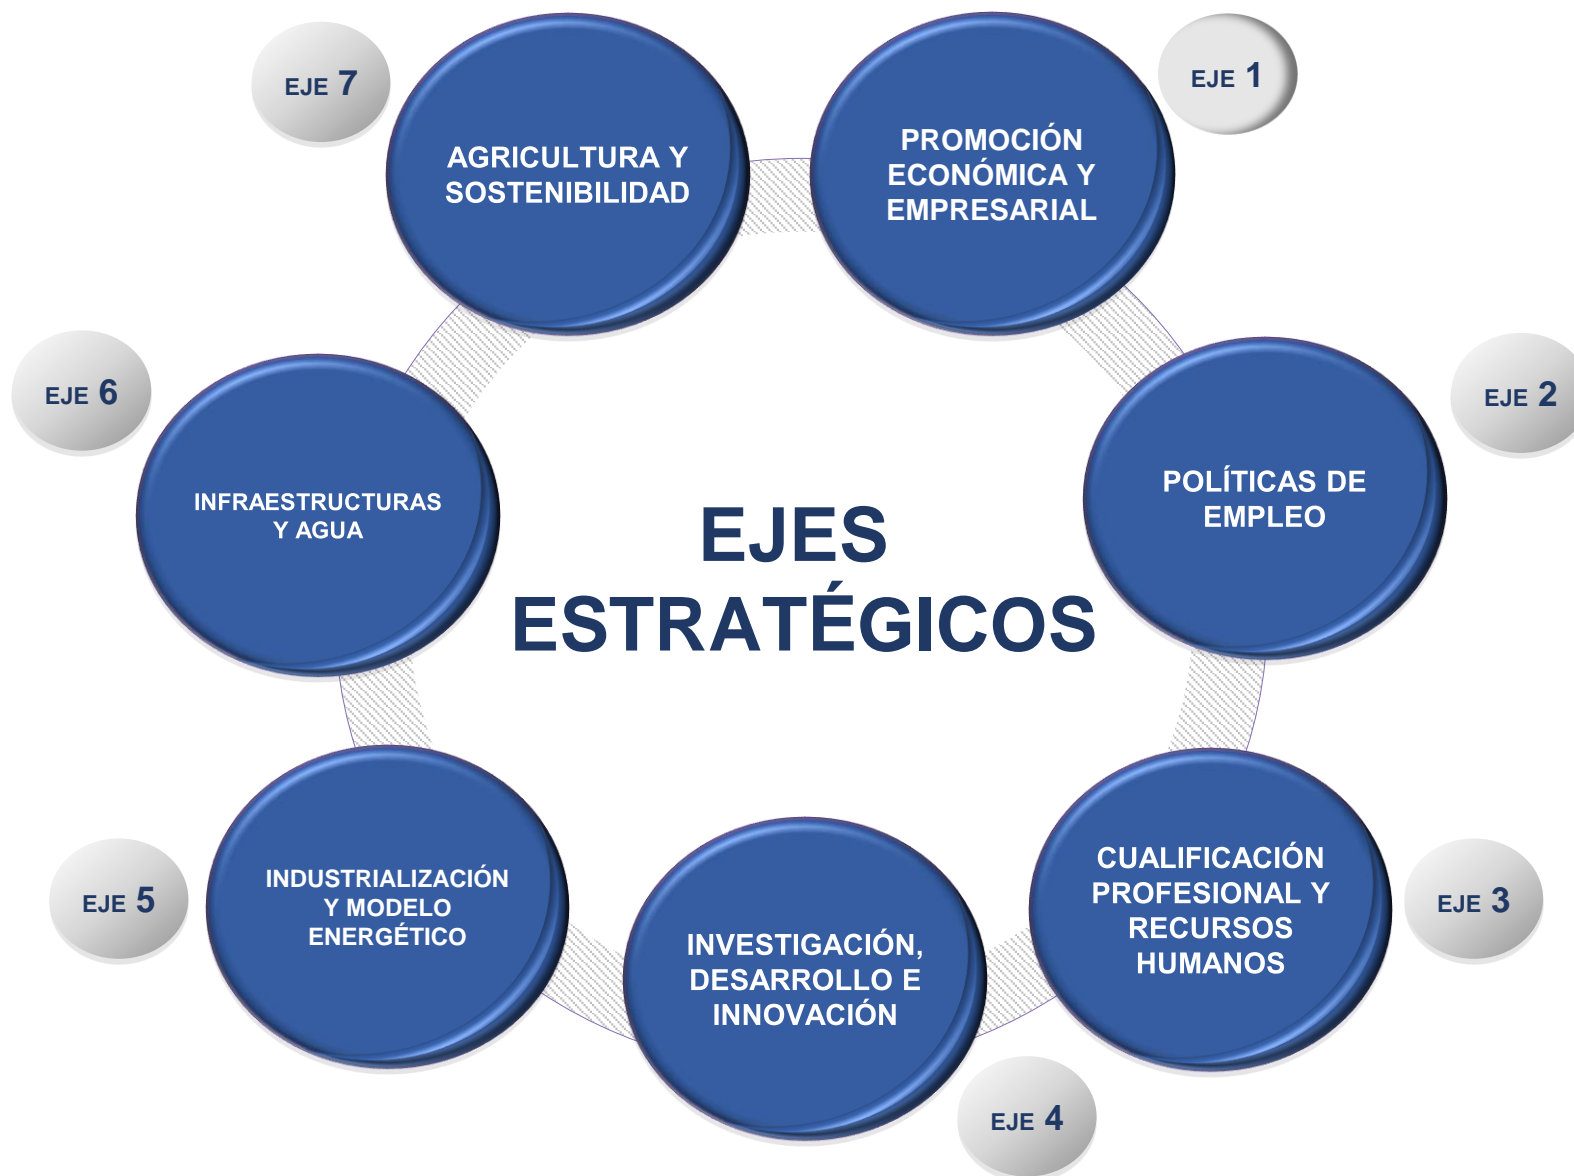 EJE 1
PROMOCIÓN
ECONÓMICA Y
EMPRESARIAL
EJE 2
POLÍTICAS DE
EMPLEO
EJE 3
CUALIFICACIÓN
PROFESIONAL Y
RECURSOS
HUMANOS
EJE 4
INVESTIGACIÓN,
DESARROLLO E
INNOVACIÓN
EJE 5
INDUSTRIALIZACIÓN
Y MODELO
ENERGÉTICO
EJE 6
INFRAESTRUCTURAS
Y AGUA
EJE 7
AGRICULTURA Y
SOSTENIBILIDAD
EJES
ESTRATÉGICOS